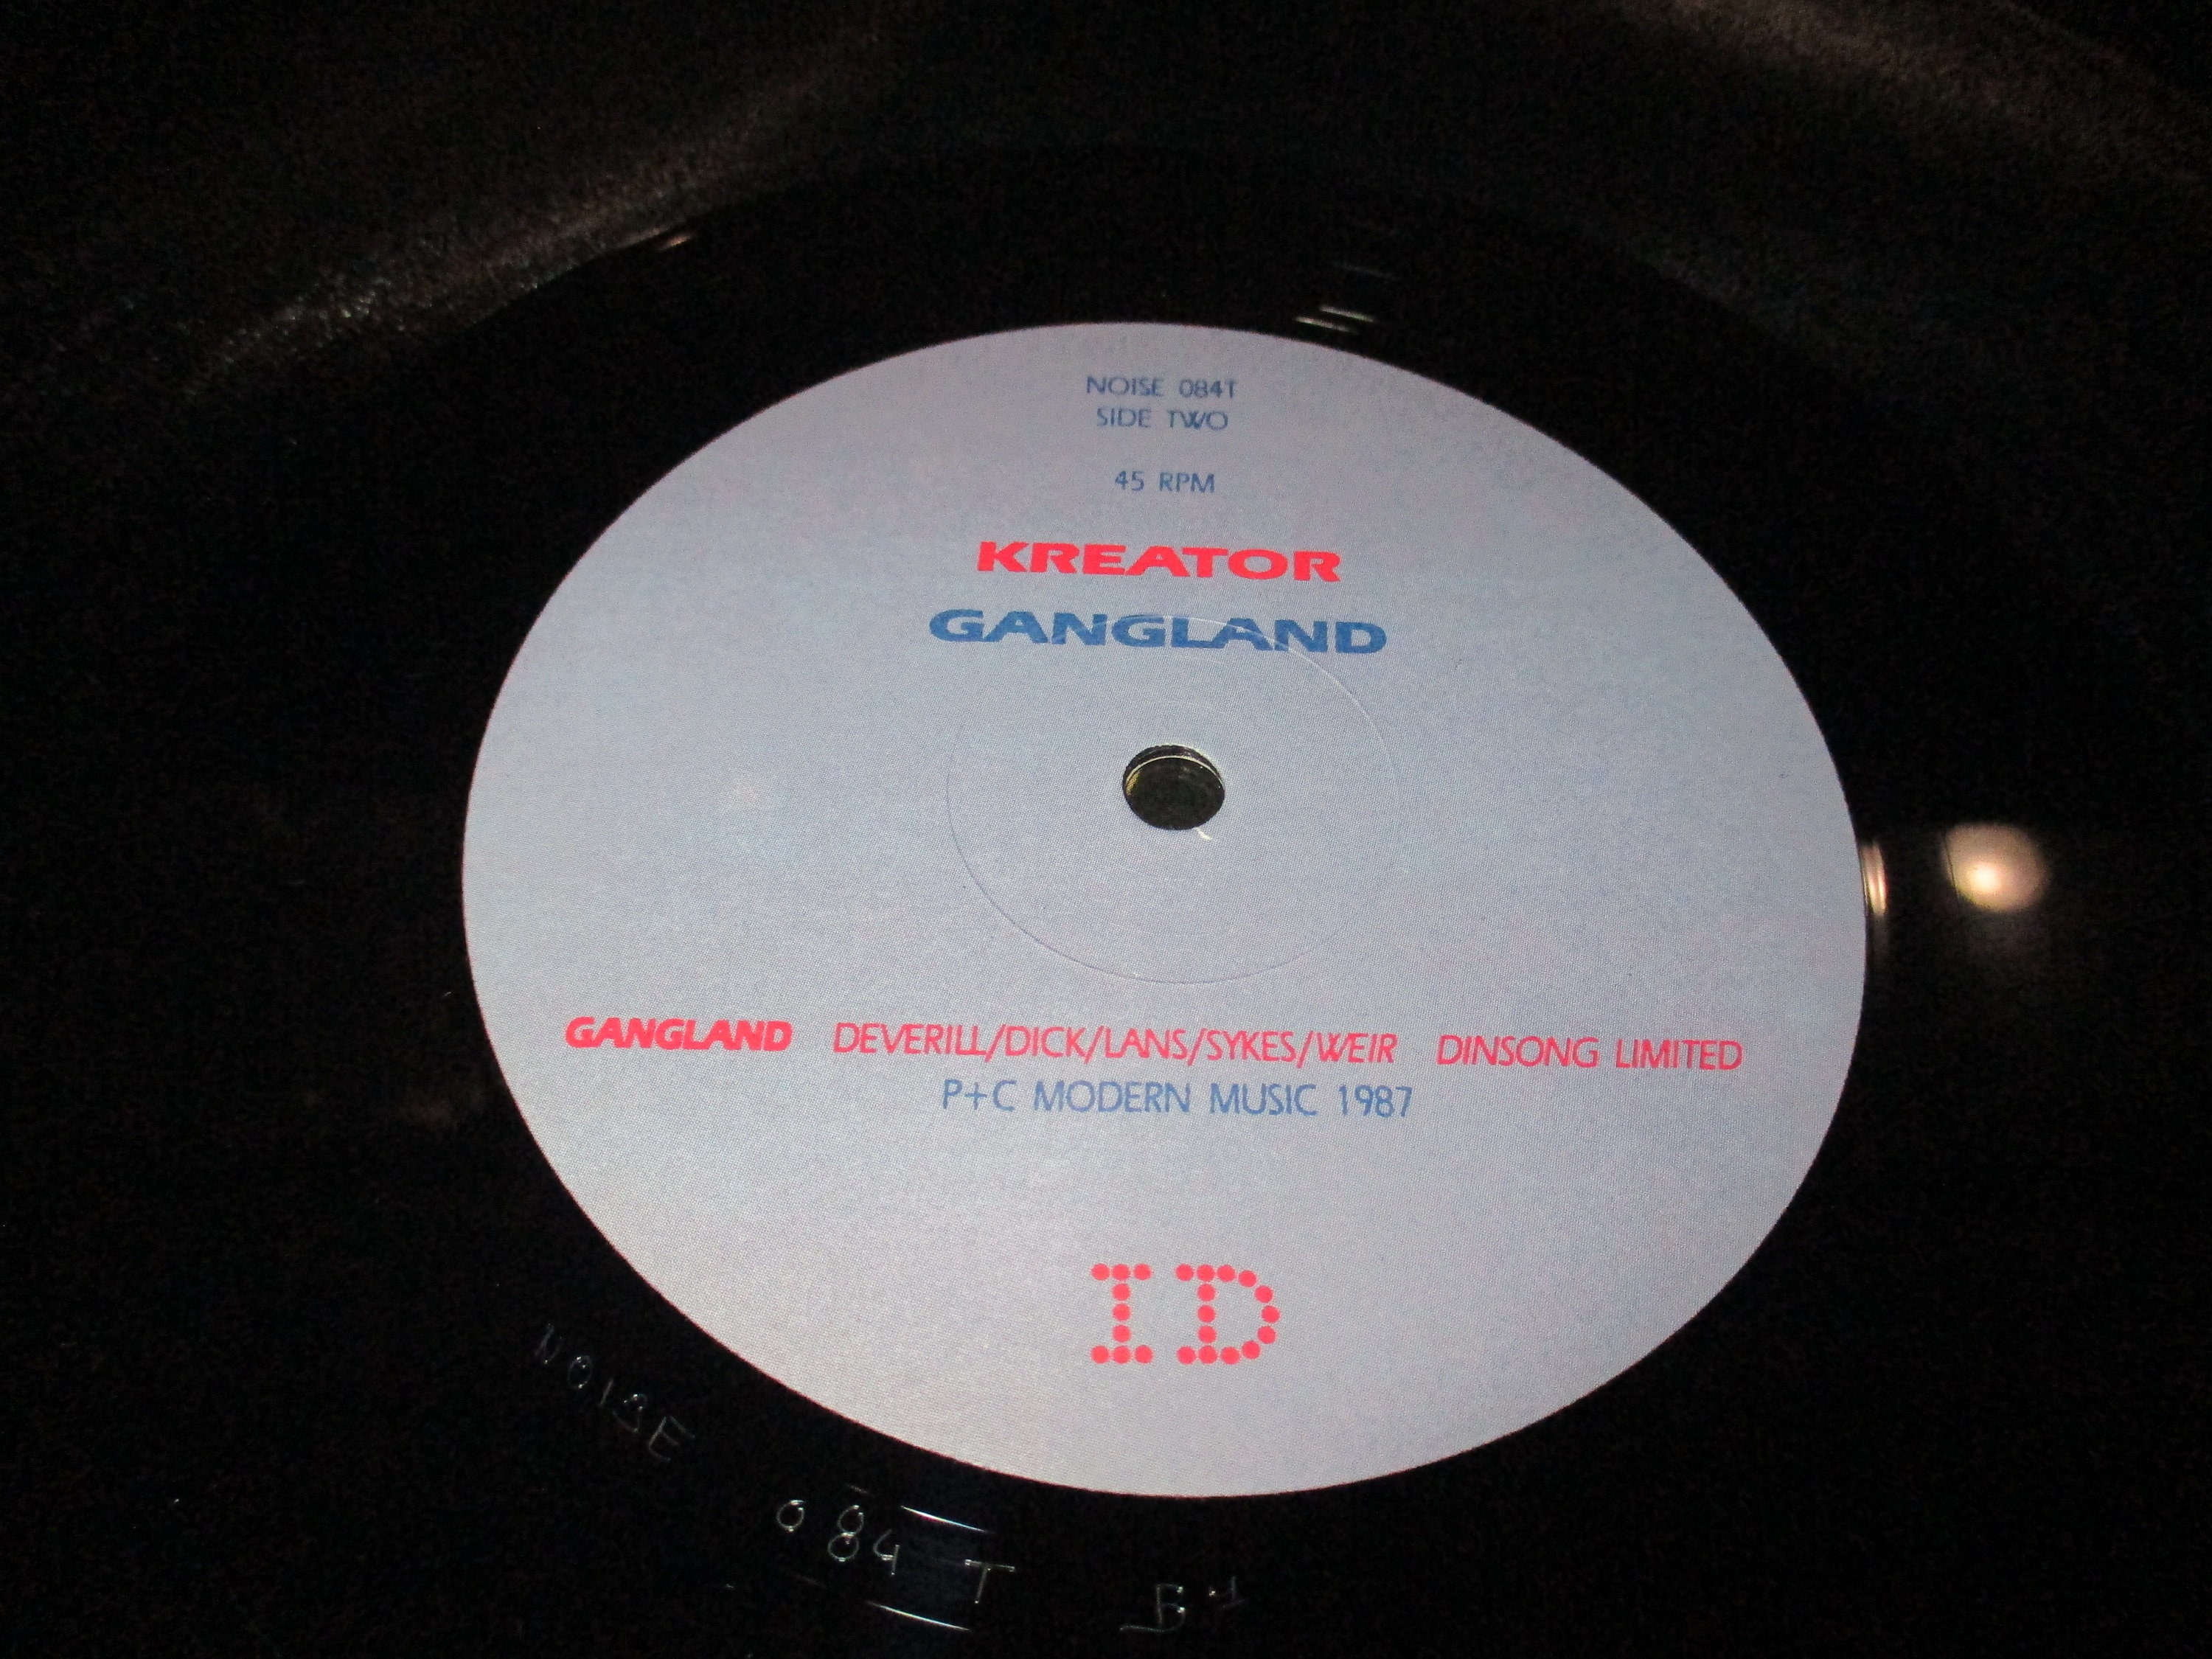 NOISE 084T
SIDE TWO
45 RPM
KREATOR
GANGLAND
GANGLAND DEVERILL/DICK/LANS/SYKES/WEIR DINSONG LIMITED
P+C MODERN MUSIC 1987
ID
NOISE 084 T